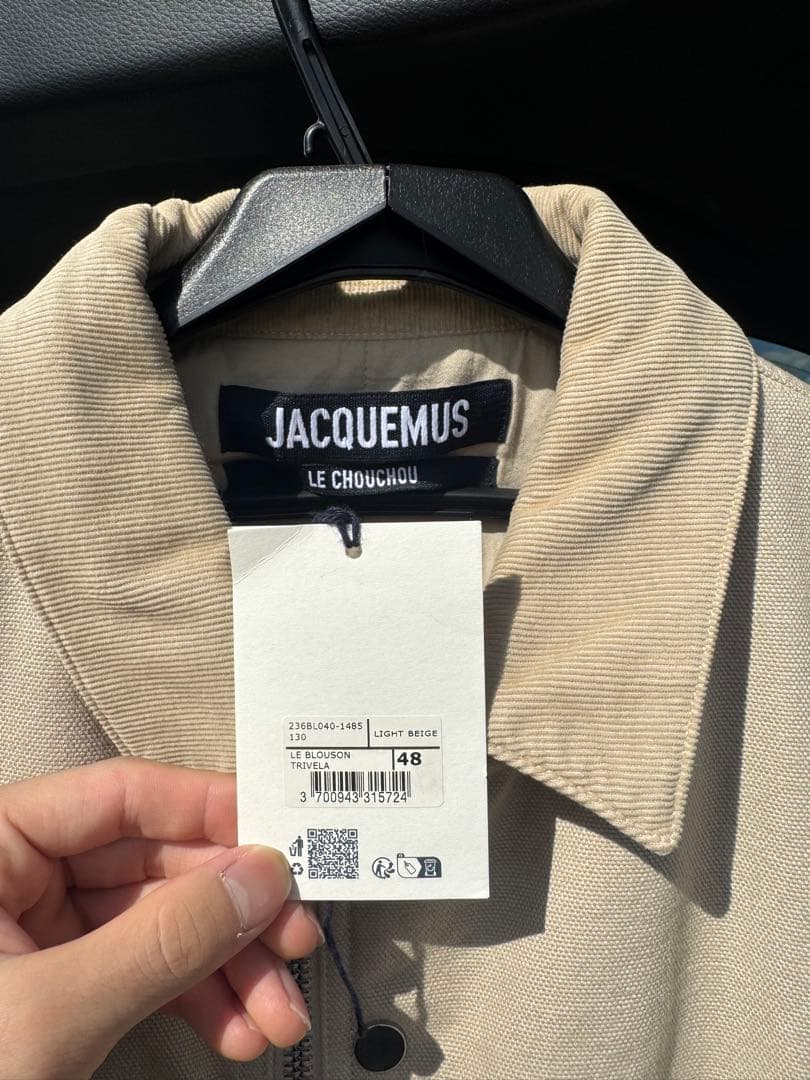 JACQUEMUS
LE CHOUCHOU
236BL040-1485
130
LIGHT BEIGE
LE BLOUSON
TRIVELA
48
3 700943 315724